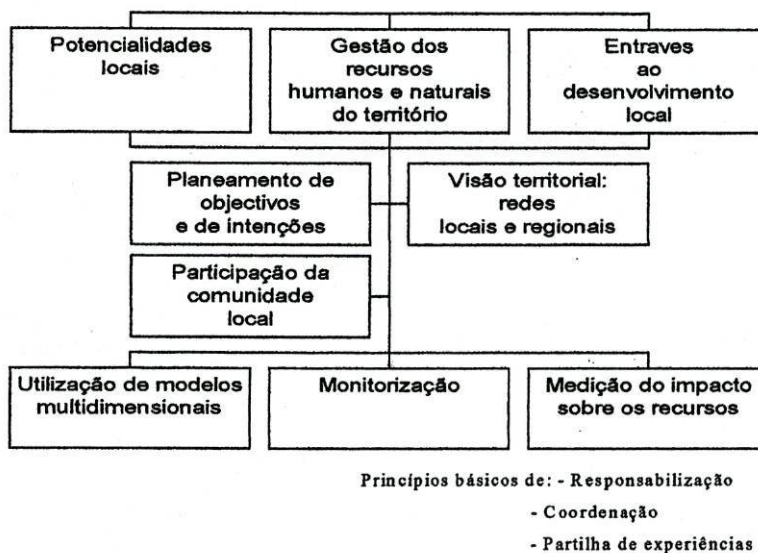 Potencialidades
locais
Gestão dos
recursos
humanos e naturais
do território
Entraves
ao
desenvolvimento
local
Planeamento de
objectivos
e de intenções
Visão territorial:
redes
locais e regionais
Participação da
comunidade
local
Utilização de modelos
multidimensionais
Monitorização
Medição do impacto
sobre os recursos
Princípios básicos de: - Responsabilização
- Coordenação
- Partilha de experiências